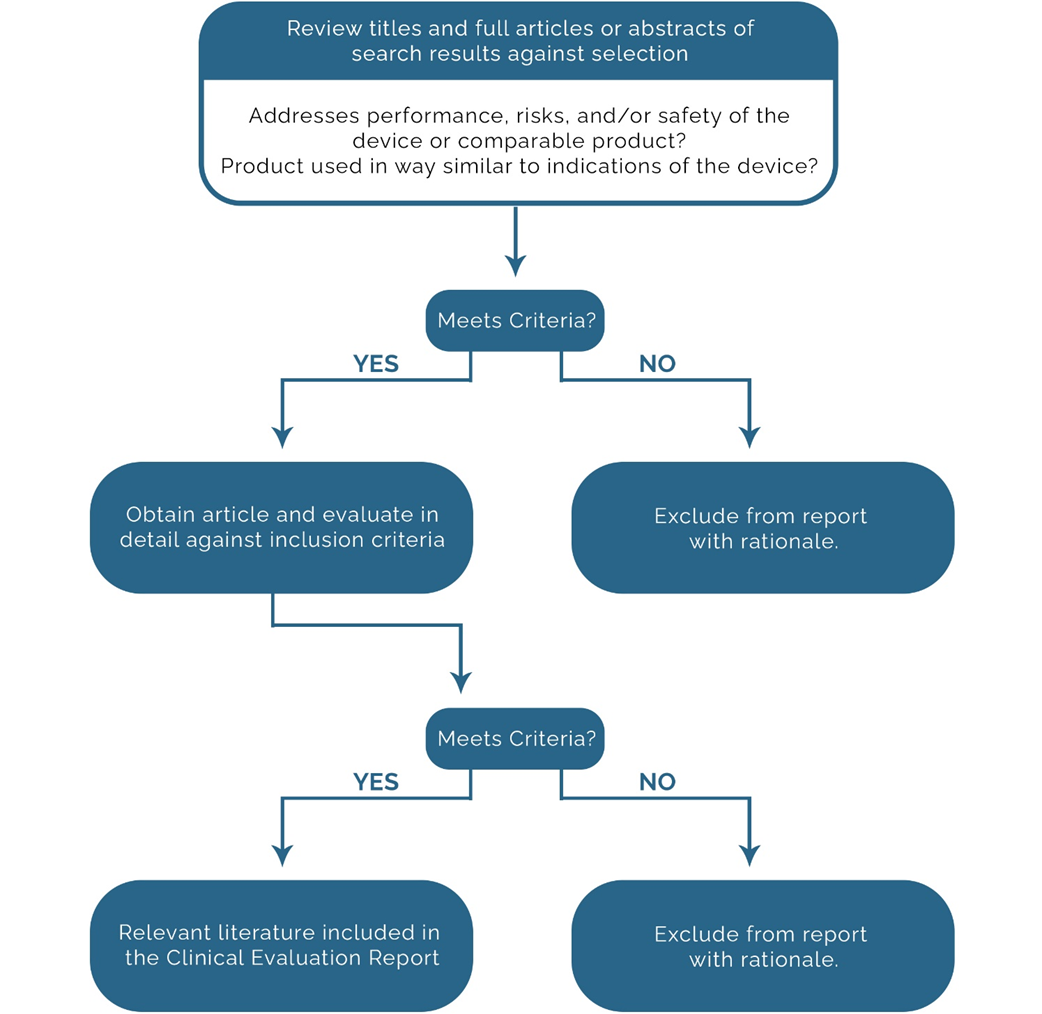 Review titles and full articles or abstracts of
search results against selection
Addresses performance, risks, and/or safety of the
device or comparable product?
Product used in way similar to indications of the device?
Meets Criteria?
YES
NO
Obtain article and evaluate in
detail against inclusion criteria
Exclude from report
with rationale.
Meets Criteria?
YES
NO
Relevant literature included in
the Clinical Evaluation Report
Exclude from report
with rationale.